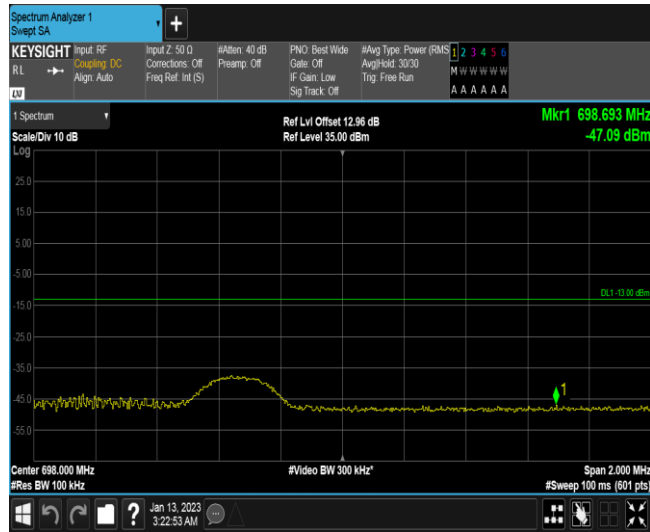 Spectrum Analyzer 1
Swept SA
KEYSIGHT Input: RF Input Z: 50 Ω #Atten: 40 dB PNO: Best Wide #Avg Type: Power (RMS 1 2 3 4 5 6
RL Coupling: DC Corrections: Off Preamp: Off Gate: Off Avg|Hold: 30/30 M W W W W W
Align: Auto Freq Ref: Int (S) IF Gain: Low Trig: Free Run
LXI Sig Track: Off A A A A A A
1 Spectrum Ref Lvl Offset 12.96 dB Mkr1 698.693 MHz
Scale/Div 10 dB Ref Level 35.00 dBm -47.09 dBm
Log
25.0
15.0
5.00
-5.00
DL1 -13.00 dBm
-15.0
-25.0
-35.0
1
-45.0
-55.0
Center 698.000 MHz #Video BW 300 kHz* Span 2.000 MHz
#Res BW 100 kHz #Sweep 100 ms (601 pts)
? Jan 13, 2023
3:22:53 AM